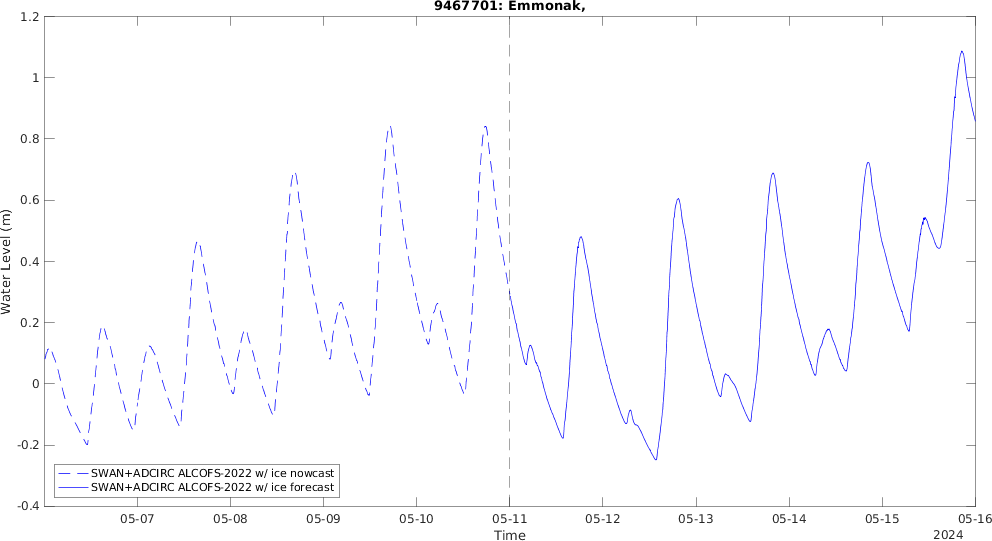 9467701: Emmonak,
Water Level (m)
1.2
1
0.8
0.6
0.4
0.2
0
-0.2
-0.4
SWAN+ADCIRC ALCOFS-2022 w/ ice nowcast
SWAN+ADCIRC ALCOFS-2022 w/ ice forecast
05-07 05-08 05-09 05-10 05-11 05-12 05-13 05-14 05-15 05-16
Time
2024